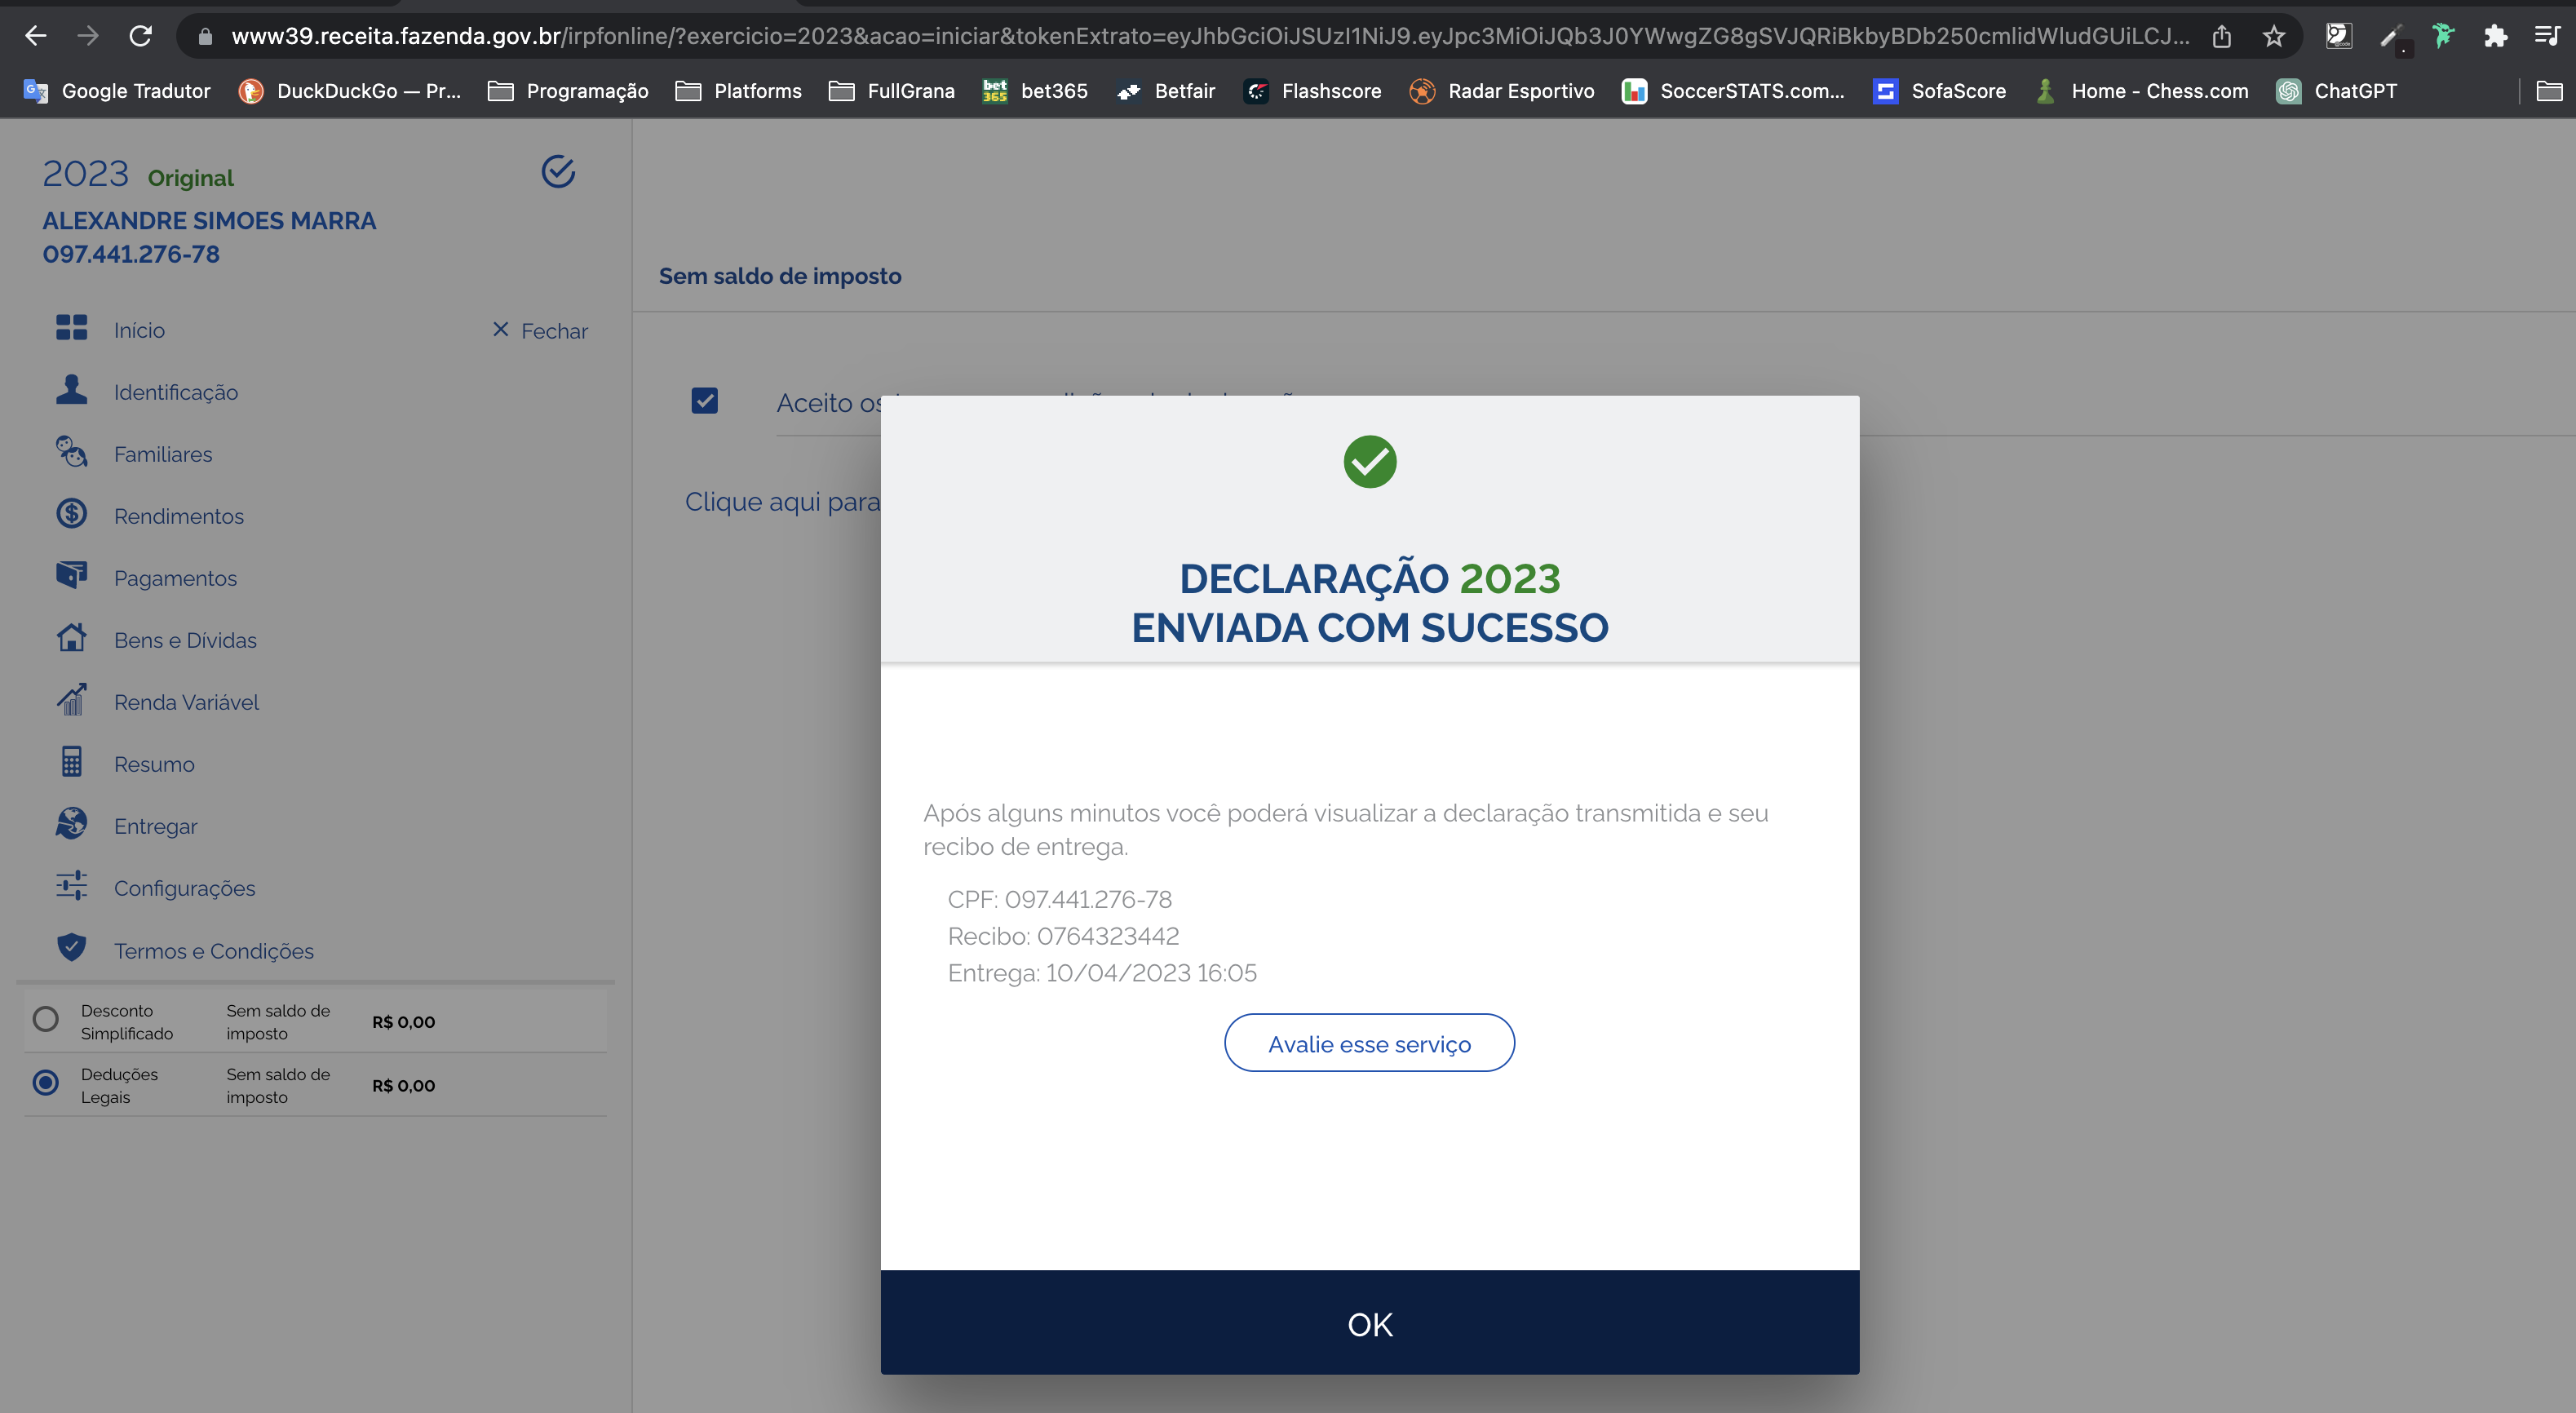 www39.receita.fazenda.gov.br/irpfonline/?exercicio=2023&acao=iniciar&tokenExtrato=eyJhbGciOiJSUzI1NiJ9.eyJpc3MiOiJQb3J0YWwgZG8gSVJQRiBkbyBDb250cmlidWludGUiLCJ...
Google Tradutor DuckDuckGo — Pr... Programação Platforms FullGrana bet365 bet365 Betfair Flashscore Radar Esportivo SoccerSTATS.com... SofaScore Home - Chess.com ChatGPT
2023 Original
ALEXANDRE SIMOES MARRA
097.441.276-78
Início
Fechar
Identificação
Familiares
Rendimentos
Pagamentos
Bens e Dívidas
Renda Variável
Resumo
Entregar
Configurações
Termos e Condições
Desconto Simplificado Sem saldo de imposto R$ 0,00
Deduções Legais Sem saldo de imposto R$ 0,00
Sem saldo de imposto
Aceito os
Clique aqui para
DECLARAÇÃO 2023
ENVIADA COM SUCESSO
Após alguns minutos você poderá visualizar a declaração transmitida e seu
recibo de entrega.
CPF: 097.441.276-78
Recibo: 0764323442
Entrega: 10/04/2023 16:05
Avalie esse serviço
OK